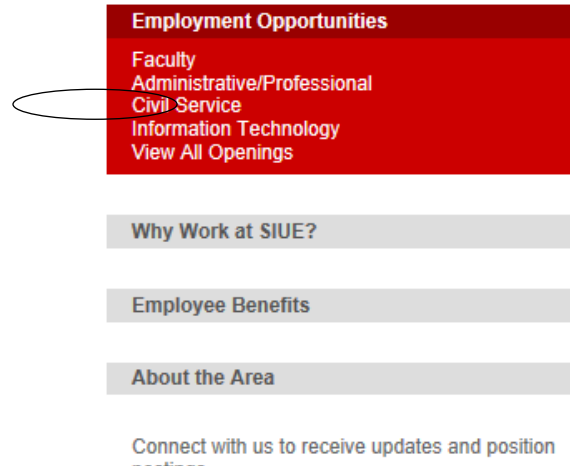 Employment Opportunities
Faculty
Administrative/Professional
Civil Service
Information Technology
View All Openings
Why Work at SIUE?
Employee Benefits
About the Area
Connect with us to receive updates and position